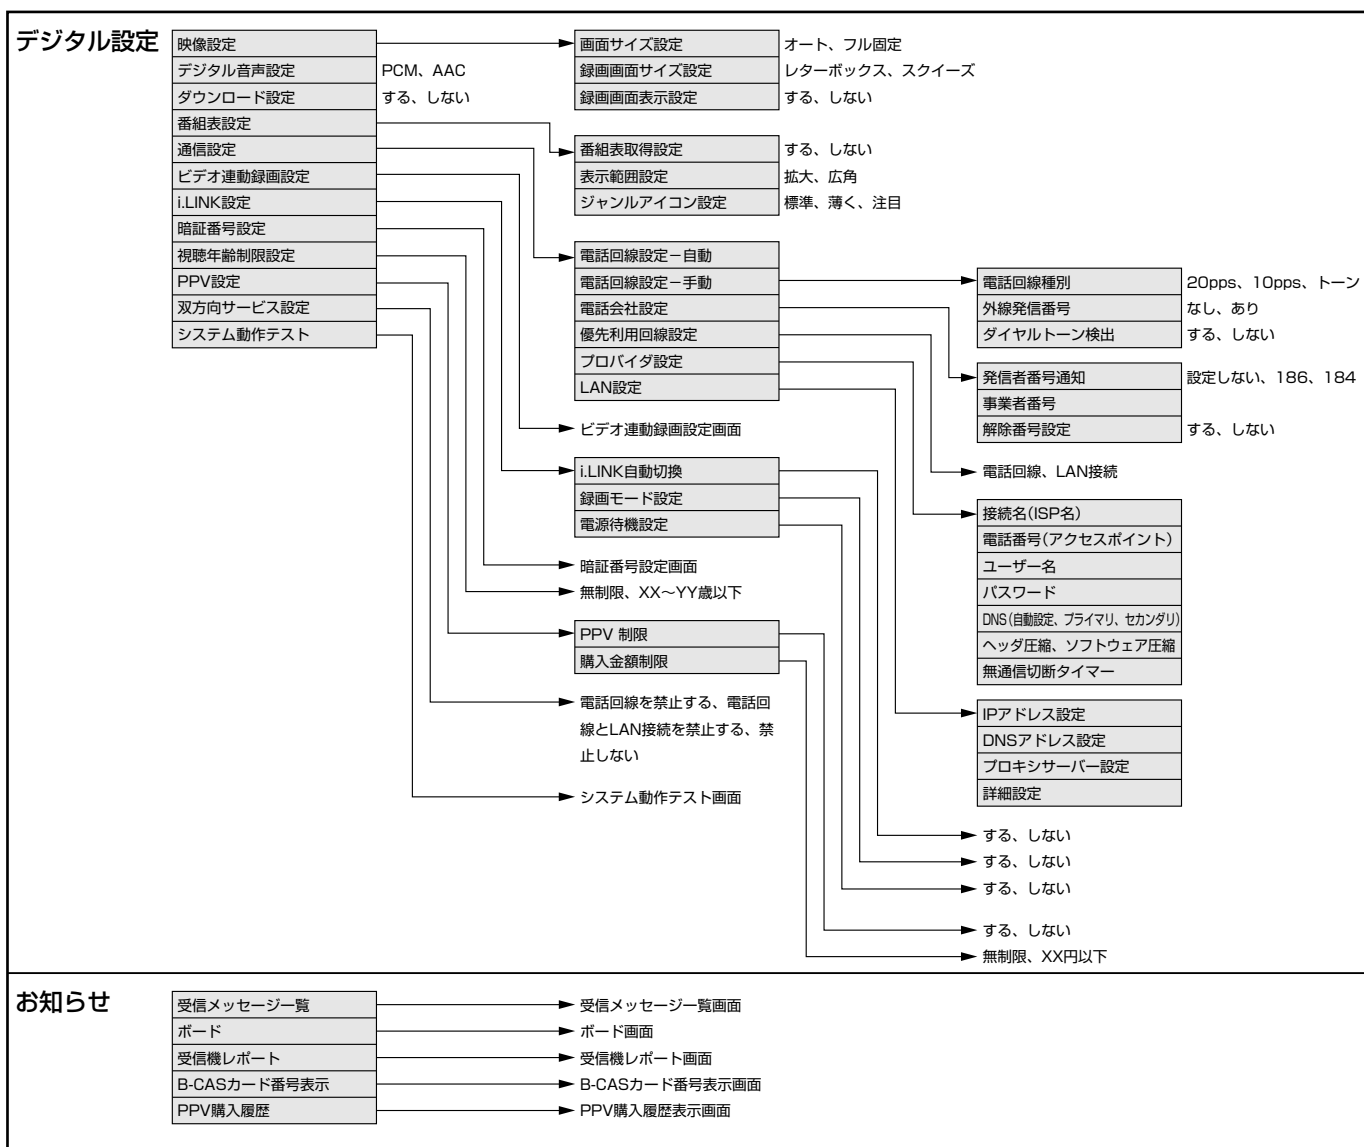 デジタル設定
映像設定
デジタル音声設定 PCM、AAC
ダウンロード設定 する、しない
番組表設定
通信設定
ビデオ連動録画設定
i.LINK設定
暗証番号設定
視聴年齢制限設定
PPV設定
双方向サービス設定
システム動作テスト
画面サイズ設定 オート、フル固定
録画画面サイズ設定 レターボックス、スクイーズ
録画画面表示設定 する、しない
番組表取得設定 する、しない
表示範囲設定 拡大、広角
ジャンルアイコン設定 標準、薄く、注目
電話回線設定－自動
電話回線設定－手動
電話会社設定
優先利用回線設定
プロバイダ設定
LAN設定
ビデオ連動録画設定画面
i.LINK自動切換
録画モード設定
電源待機設定
暗証番号設定画面
無制限、XX～YY歳以下
PPV 制限
購入金額制限
電話回線を禁止する、電話回
線とLAN接続を禁止する、禁
止しない
システム動作テスト画面
電話回線種別 20pps、10pps、トーン
外線発信番号 なし、あり
ダイヤルトーン検出 する、しない
発信者番号通知 設定しない、186、184
事業者番号
解除番号設定 する、しない
電話回線、LAN接続
接続名(ISP名)
電話番号(アクセスポイント)
ユーザー名
パスワード
DNS(自動設定、プライマリ、セカンダリ)
ヘッダ圧縮、ソフトウェア圧縮
無通信切断タイマー
IPアドレス設定
DNSアドレス設定
プロキシサーバー設定
詳細設定
する、しない
する、しない
する、しない
する、しない
無制限、XX円以下
お知らせ
受信メッセージ一覧 受信メッセージ一覧画面
ボード ボード画面
受信機レポート 受信機レポート画面
B-CASカード番号表示 B-CASカード番号表示画面
PPV購入履歴 PPV購入履歴表示画面